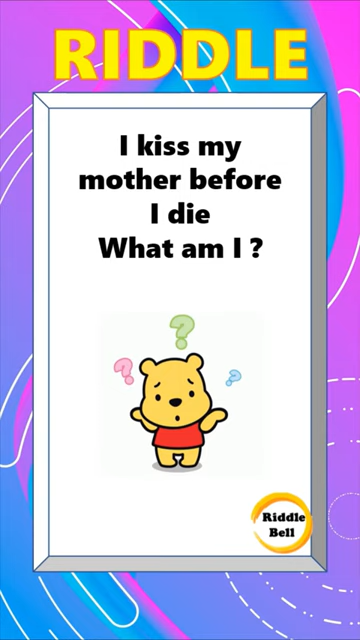 RIDDLE
I kiss my
mother before
I die
What am I ?
?
?
?
Riddle
Bell